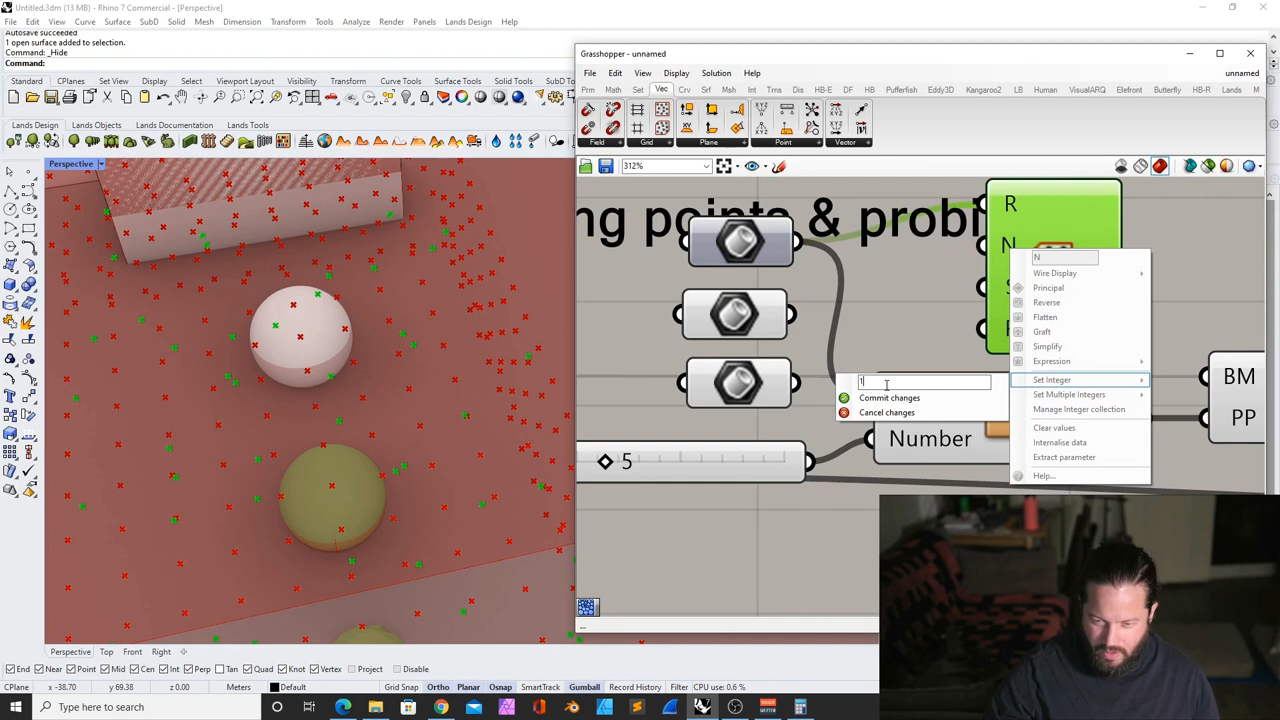 Untitled.3dm (13 MB) - Rhino 7 Commercial - [Perspective]
File Edit View Curve Surface SubD Solid Mesh Dimension Transform Tools Analyze Render Panels Lands Design Help
Autosave succeeded
1 open surface added to selection.
Command: _Hide
Command:
Standard CPlanes Set View Display Select Viewport Layout Visibility Transform Curve Tools Surface Tools Solid Tools Mesh
Lands Design Lands Objects Lands Documentation Lands Tools
Perspective
Grasshopper - unnamed
File Edit View Display Solution Help unnamed
Prm Math Set Vec Crv Srf Msh Int Trns Dis HB-E DF HB Pufferfish Eddy3D Kangaroo2 LB Human VisualARQ Elefront Butterfly HB-R Lands M
Field Grid Plane Point Vector
312%
ng points & probi
R
N
N
Wire Display
Principal
Reverse
Flatten
Graft
Simplify
Expression
Set Integer
Set Multiple Integers
Manage Integer collection
Clear values
Internalise data
Extract parameter
Help...
1
Commit changes
Cancel changes
Number
5
BM
PP
...
Perspective Top Front Right
End Near Point Mid Cen Int Perp Tan Quad Knot Vertex Project Disable
CPlane x -38.70 y 69.38 z 0.00 Meters Default Grid Snap Ortho Planar Osnap SmartTrack Gumball Record History Filter CPU use: 0.6 %
Type here to search